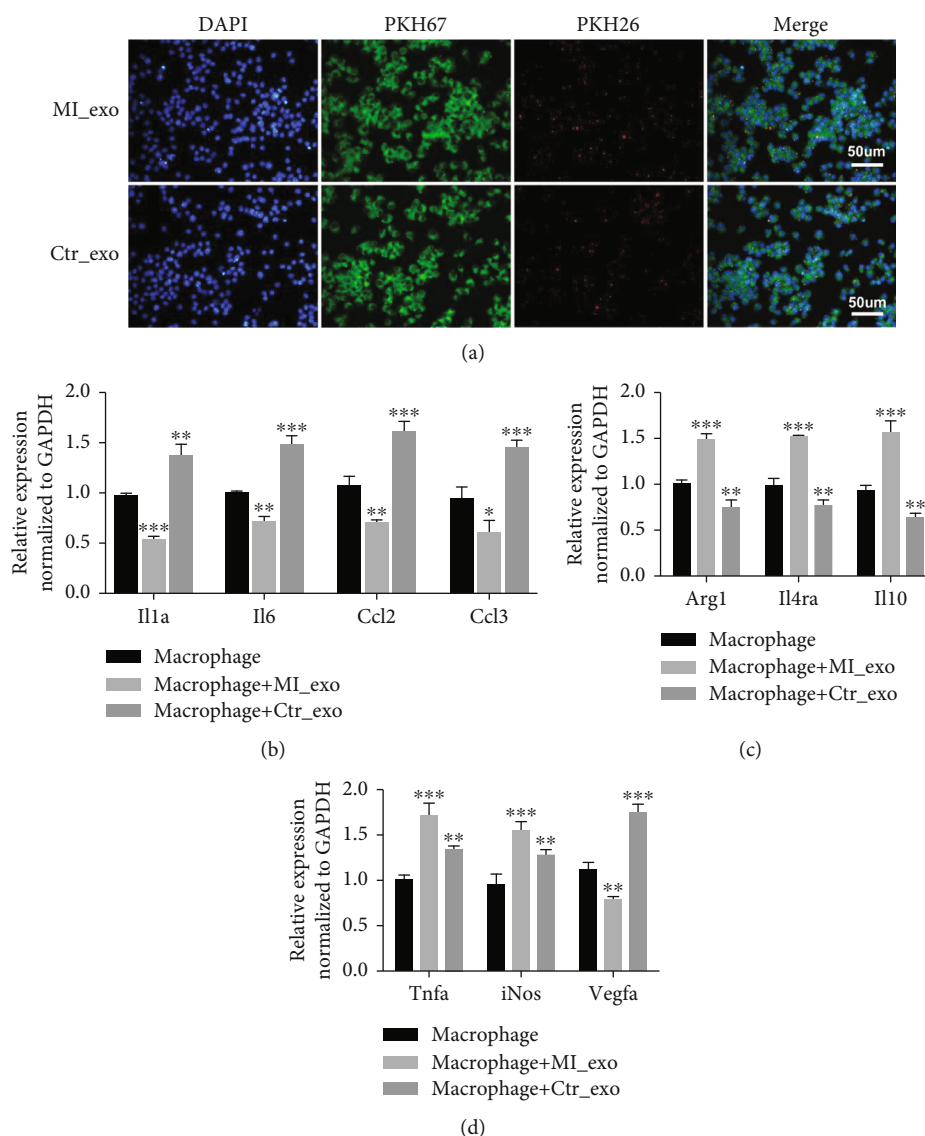 DAPI PKH67 PKH26 Merge
MI_exo
50um
Ctr_exo
50um
(a)
Relative expression
normalized to GAPDH
2.0
1.5
1.0
0.5
0.0
*** ** ** *** ** *** * ***
Il1a Il6 Ccl2 Ccl3
Macrophage
Macrophage+MI_exo
Macrophage+Ctr_exo
(b)
Relative expression
normalized to GAPDH
2.0
1.5
1.0
0.5
0.0
*** ** *** ** *** **
Arg1 Il4ra Il10
Macrophage
Macrophage+MI_exo
Macrophage+Ctr_exo
(c)
Relative expression
normalized to GAPDH
2.0
1.5
1.0
0.5
0.0
*** ** *** ** ** ***
Tnfa iNos Vegfa
Macrophage
Macrophage+MI_exo
Macrophage+Ctr_exo
(d)